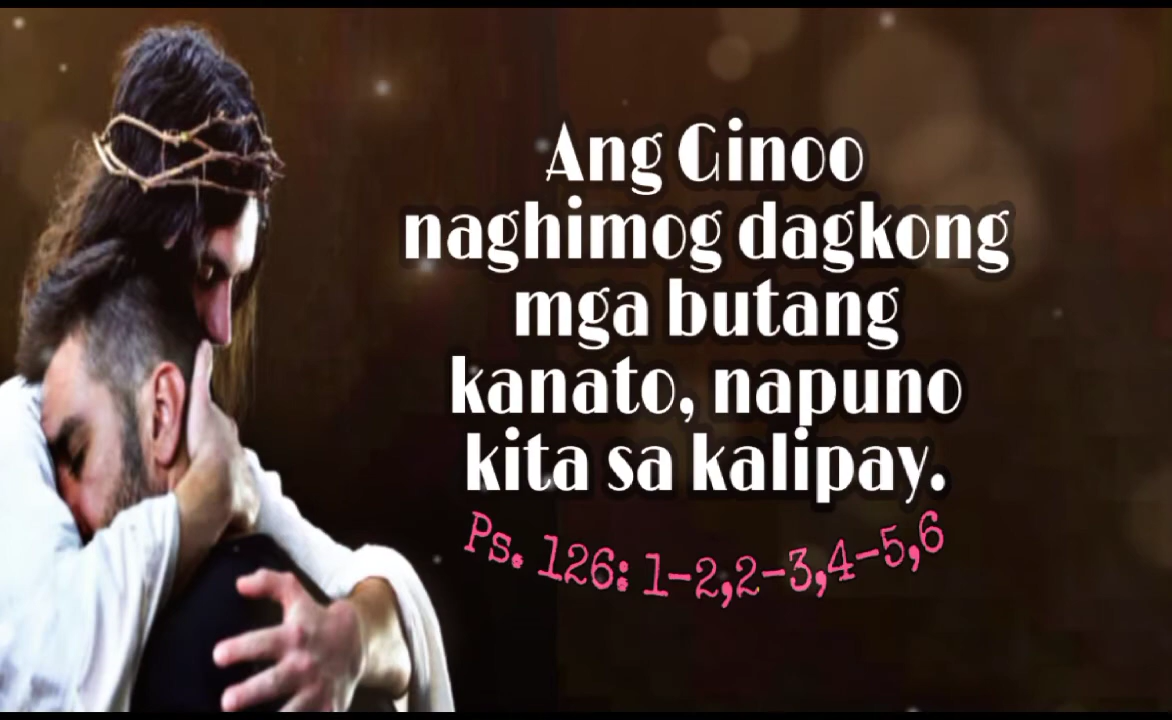 Ang Ginoo
naghimog dagkong
mga butang
kanato, napuno
kita sa kalipay.
Ps. 126: 1-2,2-3,4-5,6